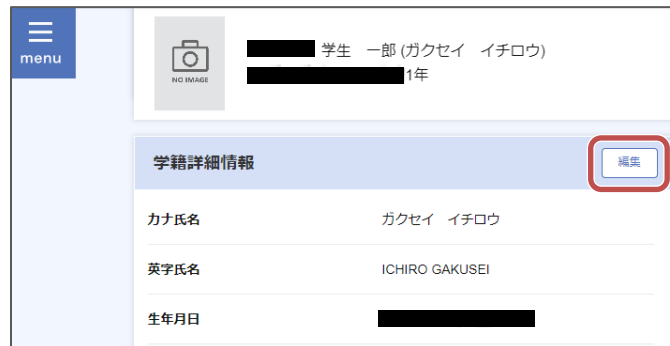 menu
NO IMAGE
学生　一郎 (ガクセイ　イチロウ)
1年
学籍詳細情報
編集
カナ氏名 ガクセイ　イチロウ
英字氏名 ICHIRO GAKUSEI
生年月日